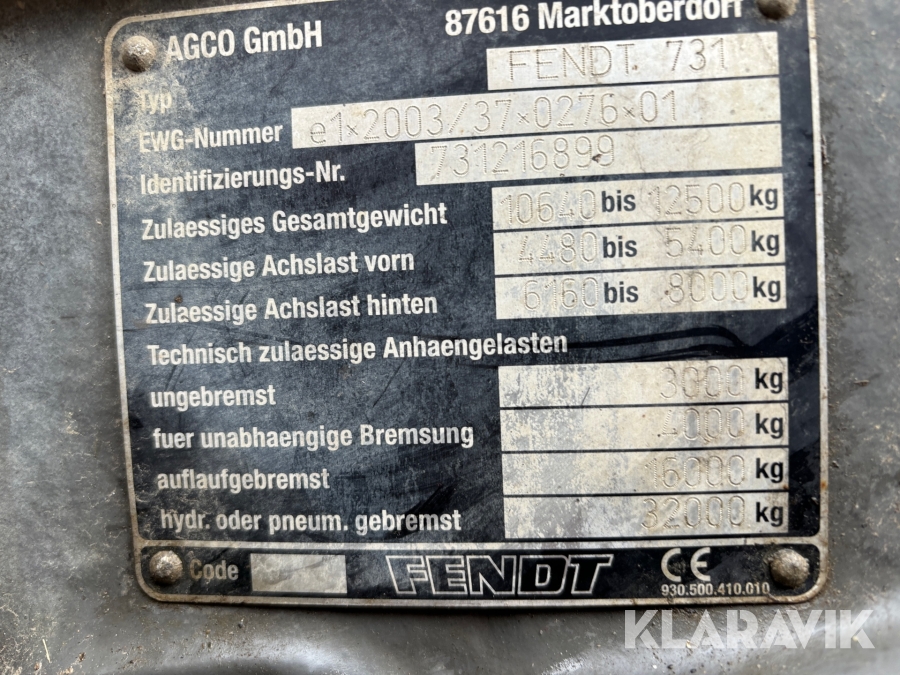 AGCO GmbH 87616 Marktoberdorf
Typ FENDT 731
EWG-Nummer e1*2003/37*0276*01
Identifizierungs-Nr. 731216899
Zulaessiges Gesamtgewicht 10640 bis 12500 kg
Zulaessige Achslast vorn 4480 bis 5400 kg
Zulaessige Achslast hinten 6160 bis 8000 kg
Technisch zulaessige Anhaengelasten
ungebremst 3000 kg
fuer unabhaengige Bremsung 4000 kg
auflaufgebremst 16000 kg
hydr. oder pneum. gebremst 32000 kg
Code FENDT CE
930.500.410.010
KLARAVIK